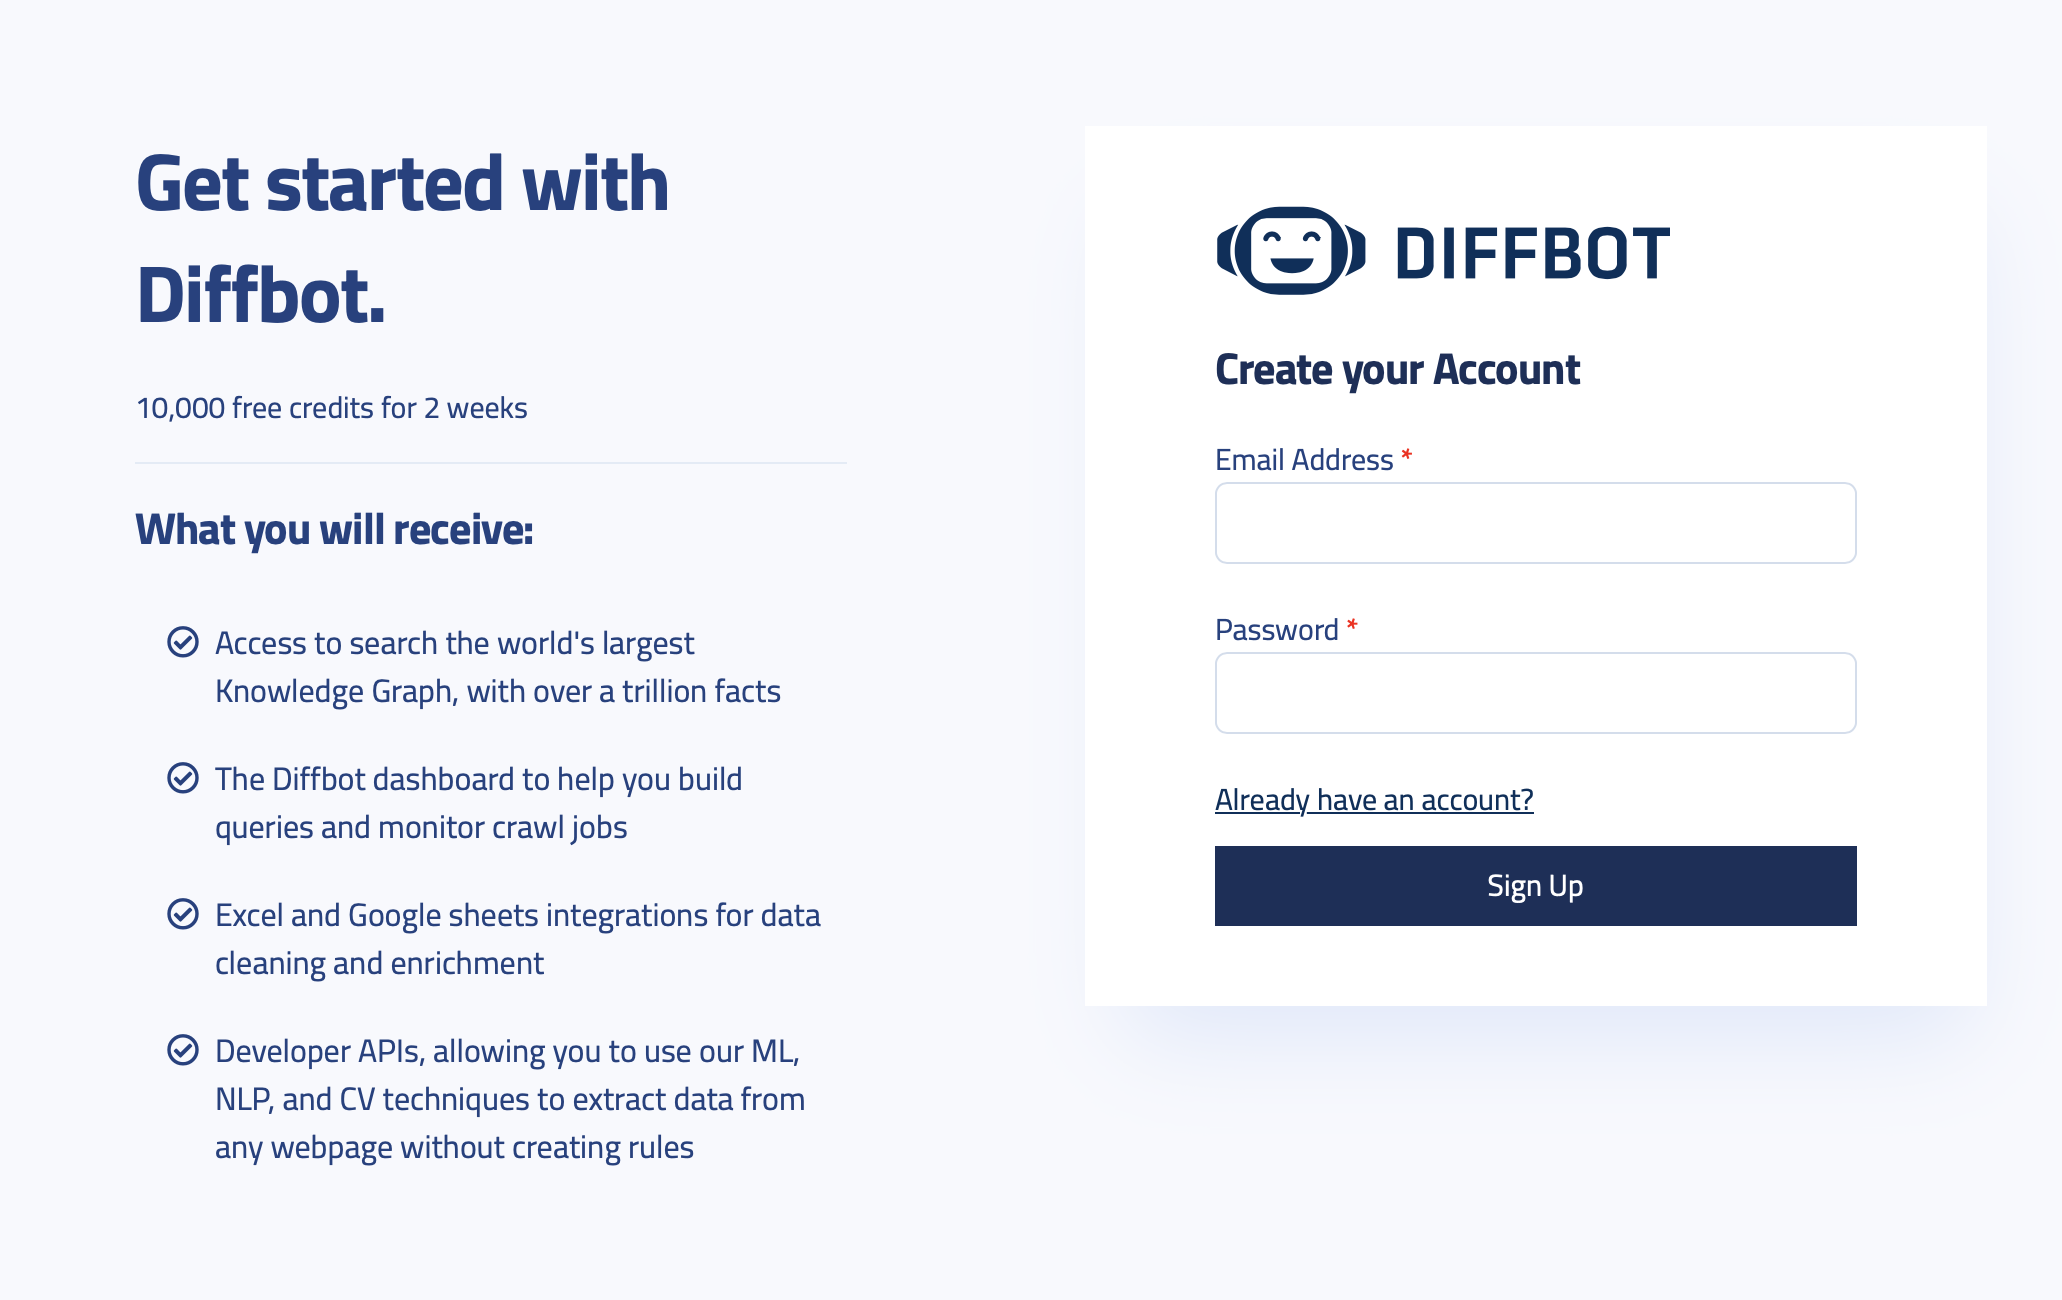 Get started with
Diffbot.
10,000 free credits for 2 weeks
What you will receive:
Access to search the world's largest
Knowledge Graph, with over a trillion facts
The Diffbot dashboard to help you build
queries and monitor crawl jobs
Excel and Google sheets integrations for data
cleaning and enrichment
Developer APIs, allowing you to use our ML,
NLP, and CV techniques to extract data from
any webpage without creating rules
DIFFBOT
Create your Account
Email Address *
Password *
Already have an account?
Sign Up